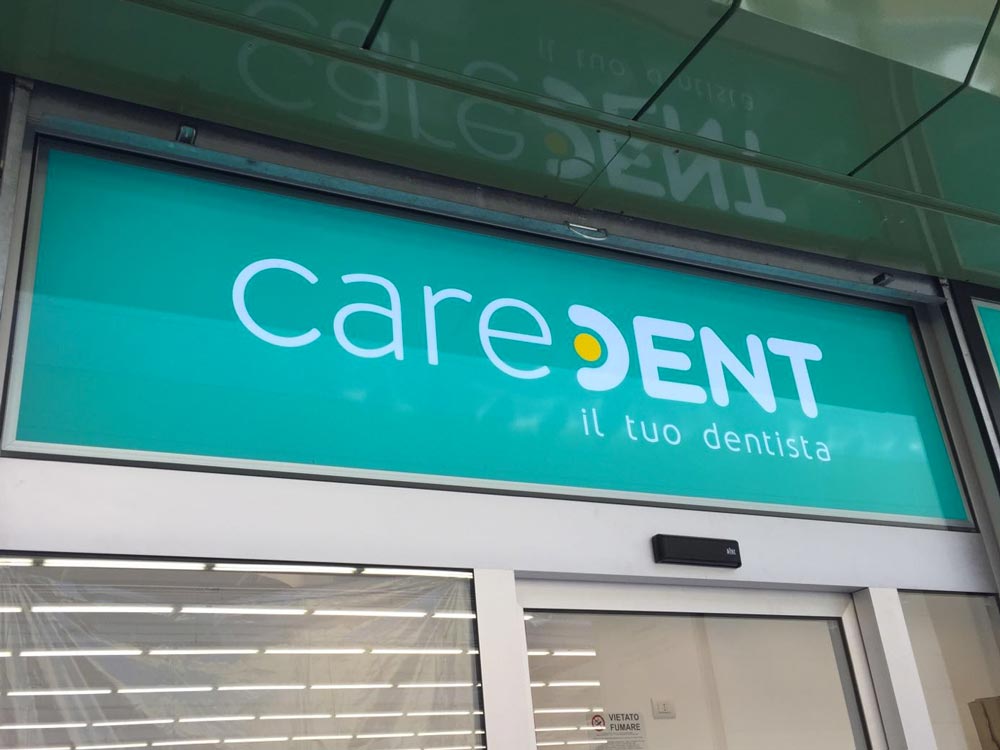 careDENT
il tuo dentista
VIETATO
FUMARE